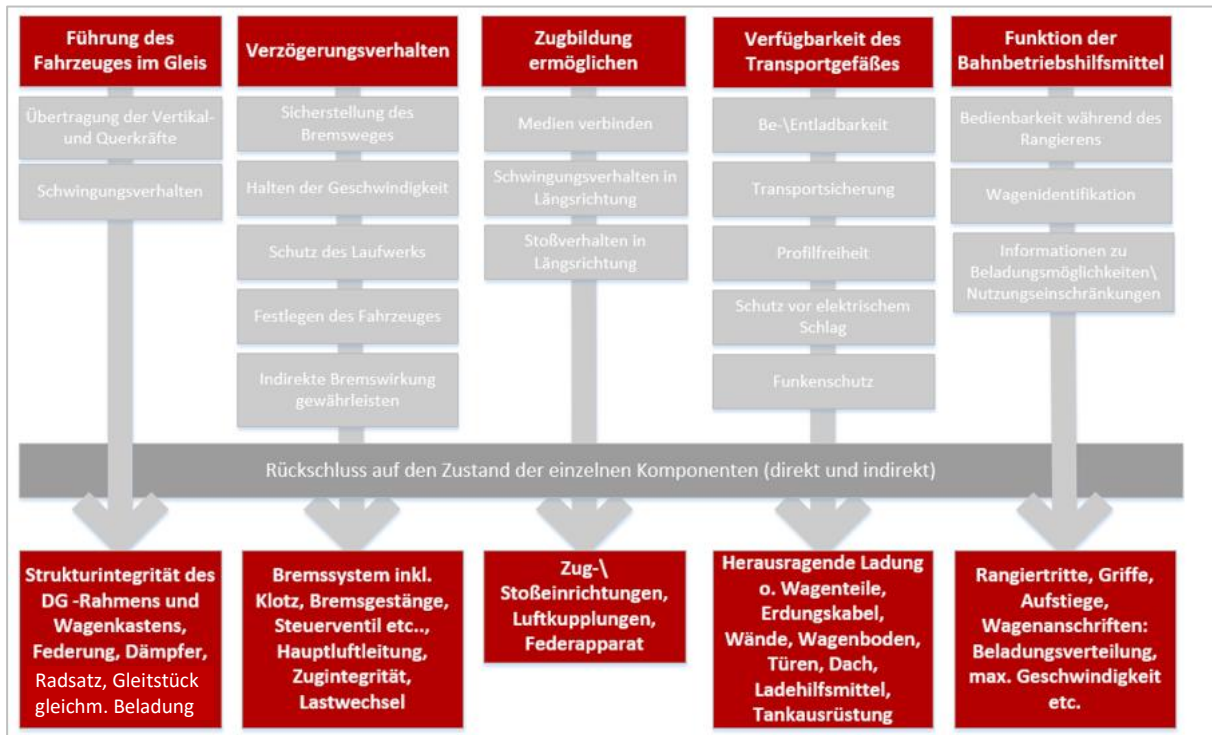 Führung des
Fahrzeuges im Gleis
Übertragung der Vertikal-
und Querkräfte
Schwingungsverhalten
Verzögerungsverhalten
Sicherstellung des
Bremsweges
Halten der Geschwindigkeit
Schutz des Laufwerks
Festlegen des Fahrzeuges
Indirekte Bremswirkung
gewährleisten
Zugbildung
ermöglichen
Medien verbinden
Schwingungsverhalten in
Längsrichtung
Stoßverhalten in
Längsrichtung
Verfügbarkeit des
Transportgefäßes
Be-\Entladbarkeit
Transportsicherung
Profilfreiheit
Schutz vor elektrischem
Schlag
Funkenschutz
Funktion der
Bahnbetriebshilfsmittel
Bedienbarkeit während des
Rangierens
Wagenidentifikation
Informationen zu
Beladungsmöglichkeiten\
Nutzungseinschränkungen
Rückschluss auf den Zustand der einzelnen Komponenten (direkt und indirekt)
Strukturintegrität des
DG -Rahmens und
Wagenkastens,
Federung, Dämpfer,
Radsatz, Gleitstück
gleichm. Beladung
Bremssystem inkl.
Klotz, Bremsgestänge,
Steuerventil etc..,
Hauptluftleitung,
Zugintegrität,
Lastwechsel
Zug-\
Stoßeinrichtungen,
Luftkupplungen,
Federapparat
Herausragende Ladung
o. Wagenteile,
Erdungskabel,
Wände, Wagenboden,
Türen, Dach,
Ladehilfsmittel,
Tankausrüstung
Rangiertritte, Griffe,
Aufstiege,
Wagenanschriften:
Beladungsverteilung,
max. Geschwindigkeit
etc.